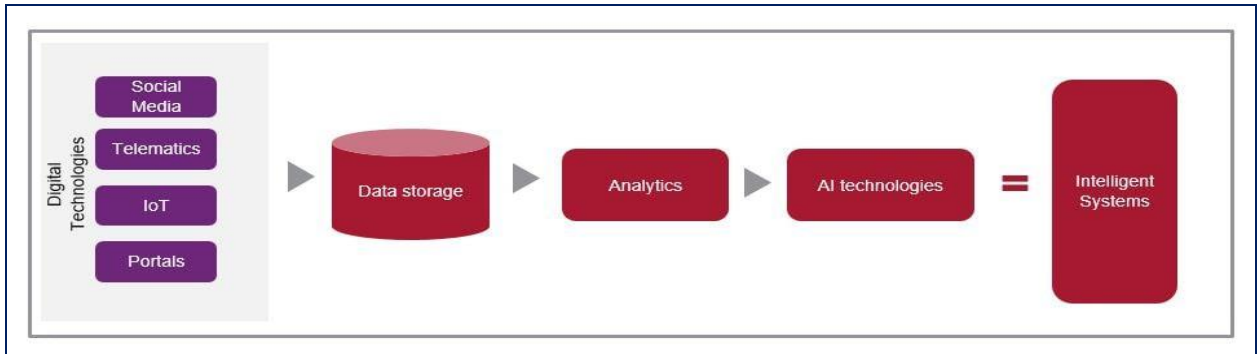 Digital
Technologies
Social
Media
Telematics
IoT
Portals
Data storage
Analytics
AI technologies
=
Intelligent
Systems